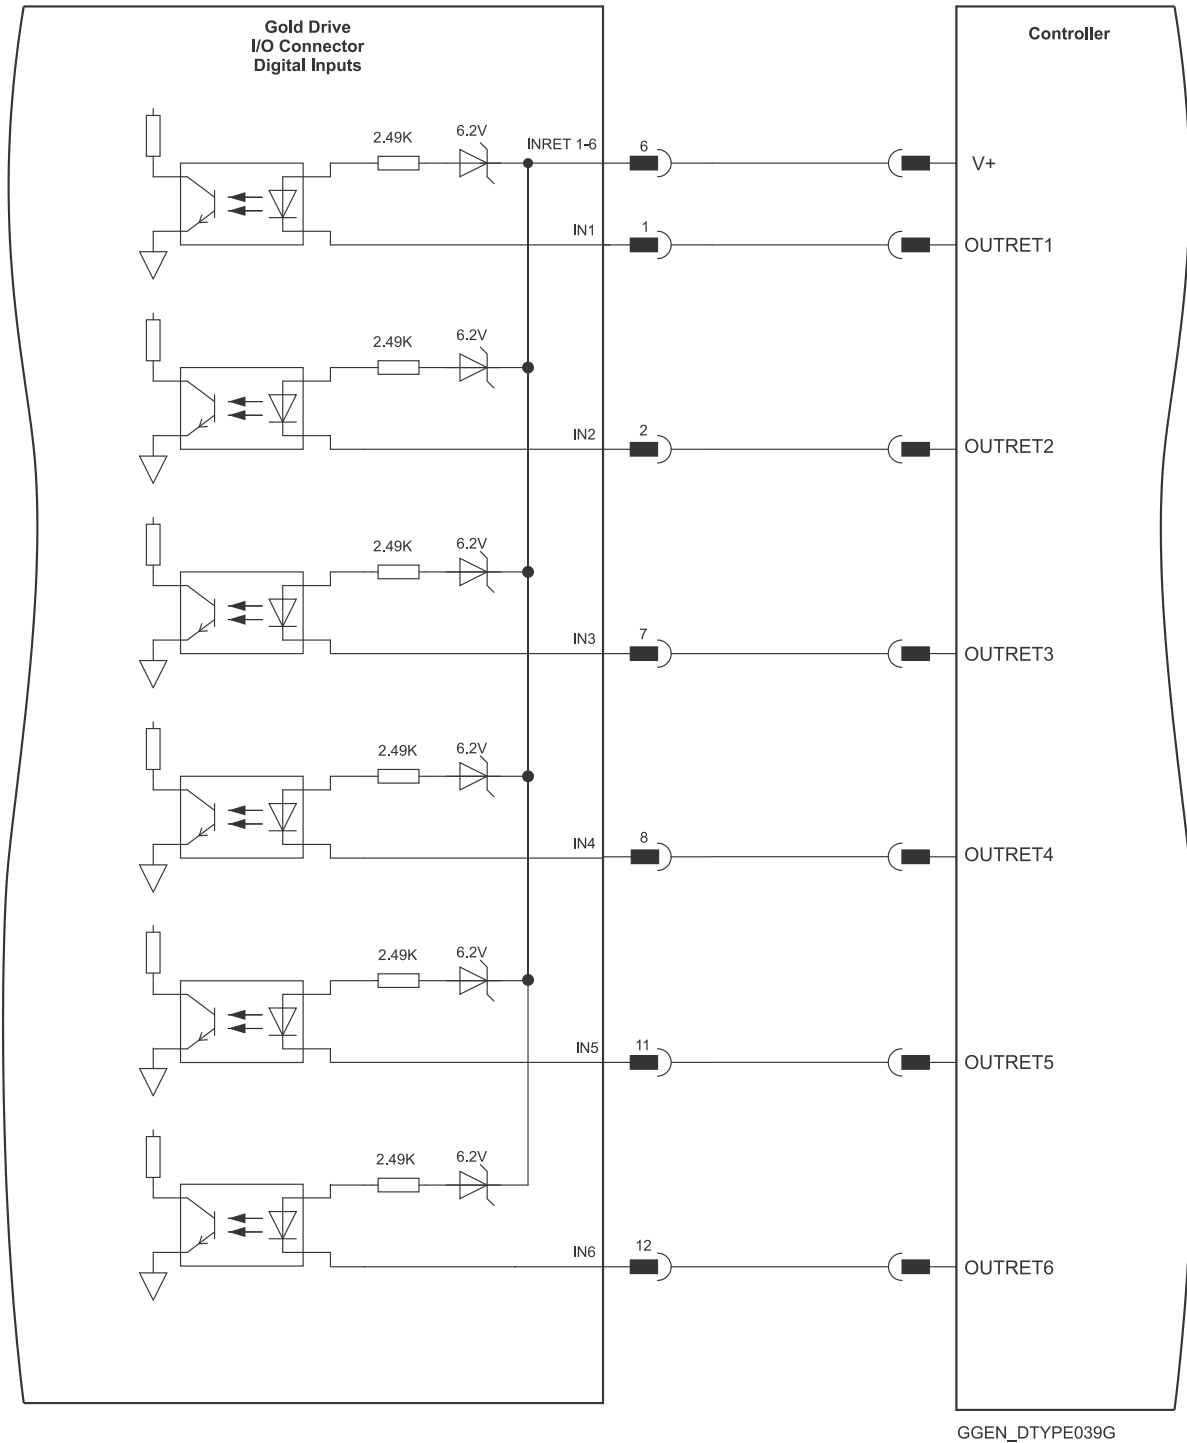 Gold Drive
I/O Connector
Digital Inputs
Controller
2.49K
6.2V
INRET 1-6
6
V+
IN1
1
OUTRET1
2.49K
6.2V
IN2
2
OUTRET2
2.49K
6.2V
IN3
7
OUTRET3
2.49K
6.2V
IN4
8
OUTRET4
2.49K
6.2V
IN5
11
OUTRET5
2.49K
6.2V
IN6
12
OUTRET6
GGEN_DTYPE039G